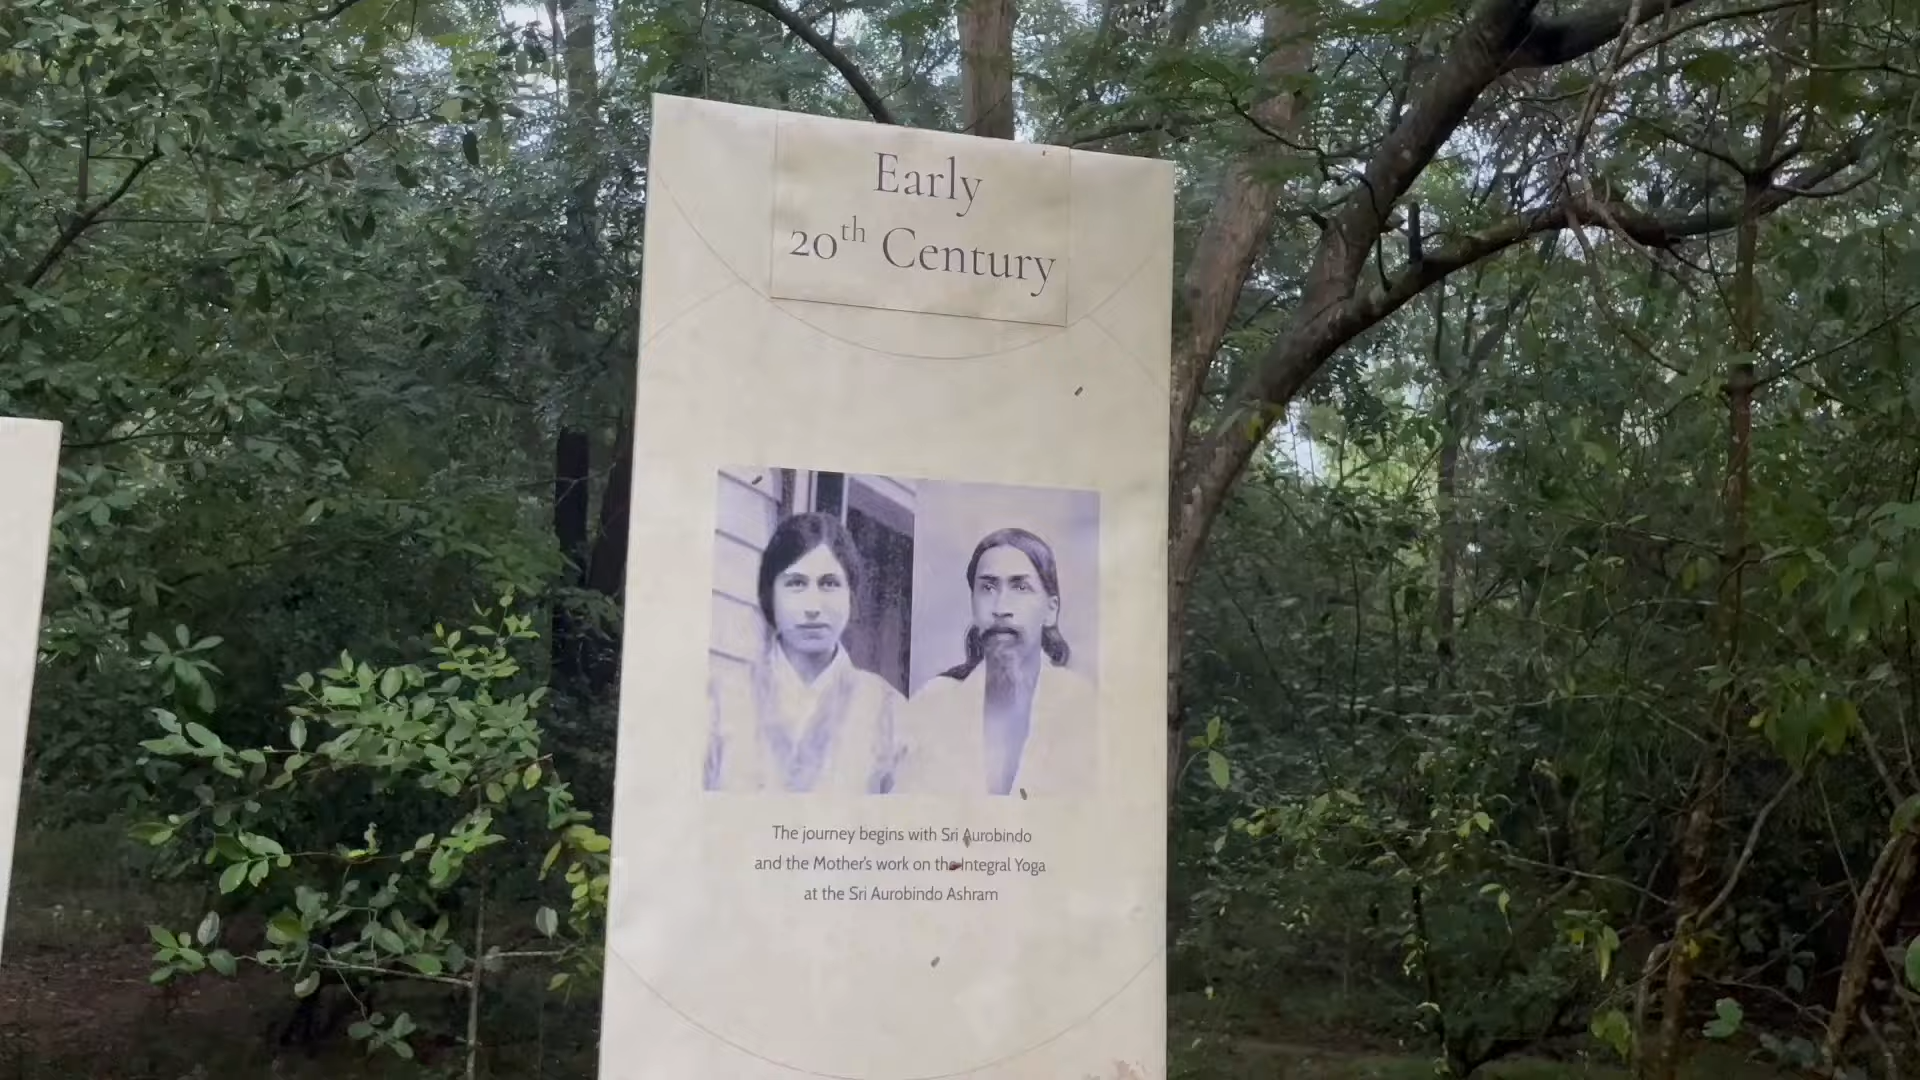 Early
20th Century
The journey begins with Sri Aurobindo
and the Mother's work on the Integral Yoga
at the Sri Aurobindo Ashram